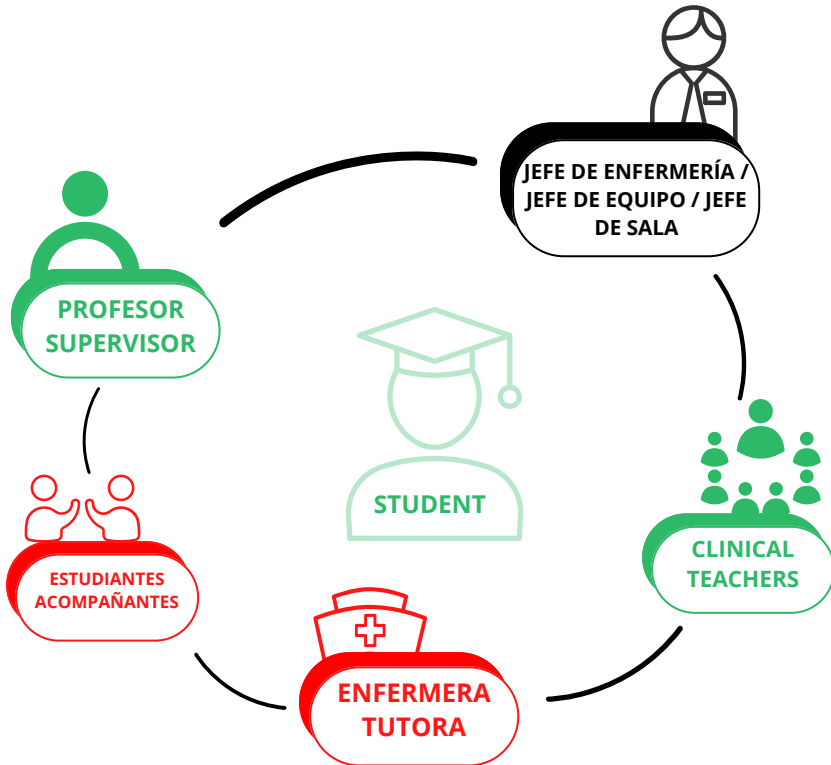 JEFE DE ENFERMERÍA /
JEFE DE EQUIPO / JEFE
DE SALA
PROFESOR
SUPERVISOR
STUDENT
CLINICAL
TEACHERS
ESTUDIANTES
ACOMPAÑANTES
ENFERMERA
TUTORA